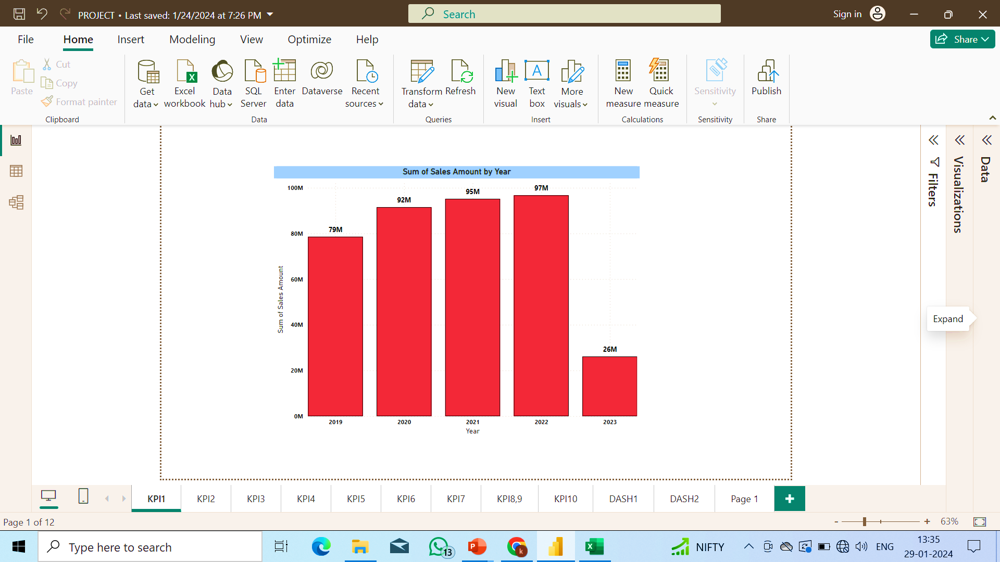 PROJECT • Last saved: 1/24/2024 at 7:26 PM
Search
Sign in
File Home Insert Modeling View Optimize Help
Share
Paste
Cut
Copy
Format painter
Clipboard
Get data
Excel workbook
Data hub
SQL Server
Enter data
Dataverse
Recent sources
Data
Transform data
Refresh
Queries
New visual
Text box
More visuals
Insert
New measure
Quick measure
Calculations
Sensitivity
Sensitivity
Publish
Share
Sum of Sales Amount by Year
100M
80M
60M
40M
20M
0M
Sum of Sales Amount
79M
92M
95M
97M
26M
2019 2020 2021 2022 2023
Year
Filters
Visualizations
Data
Expand
KPI1 KPI2 KPI3 KPI4 KPI5 KPI6 KPI7 KPI8,9 KPI10 DASH1 DASH2 Page 1
Page 1 of 12
- + 63%
Type here to search
13
NIFTY
ENG
13:35
29-01-2024